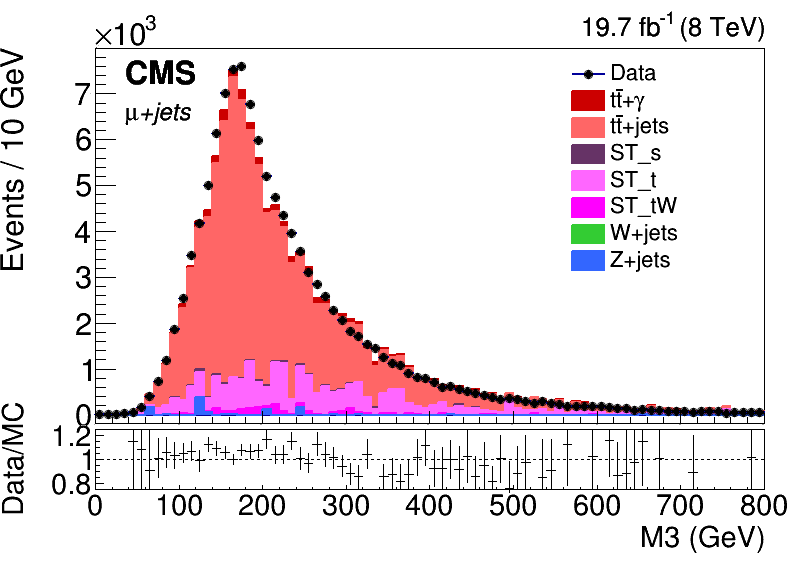 ×10³
19.7 fb⁻¹ (8 TeV)
CMS
μ+jets
Events / 10 GeV
7
6
5
4
3
2
1
0
Data
tt̄+γ
tt̄+jets
ST_s
ST_t
ST_tW
W+jets
Z+jets
Data/MC
1.2
1
0.8
0 100 200 300 400 500 600 700 800
M3 (GeV)